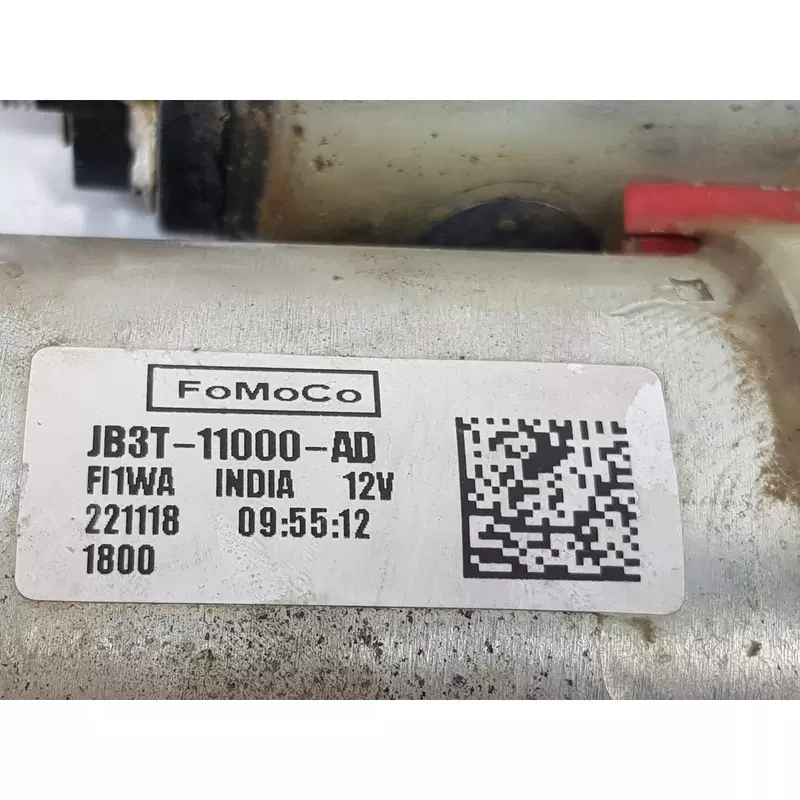 FoMoCo
JB3T-11000-AD
FI1WA INDIA 12V
221118 09:55:12
1800